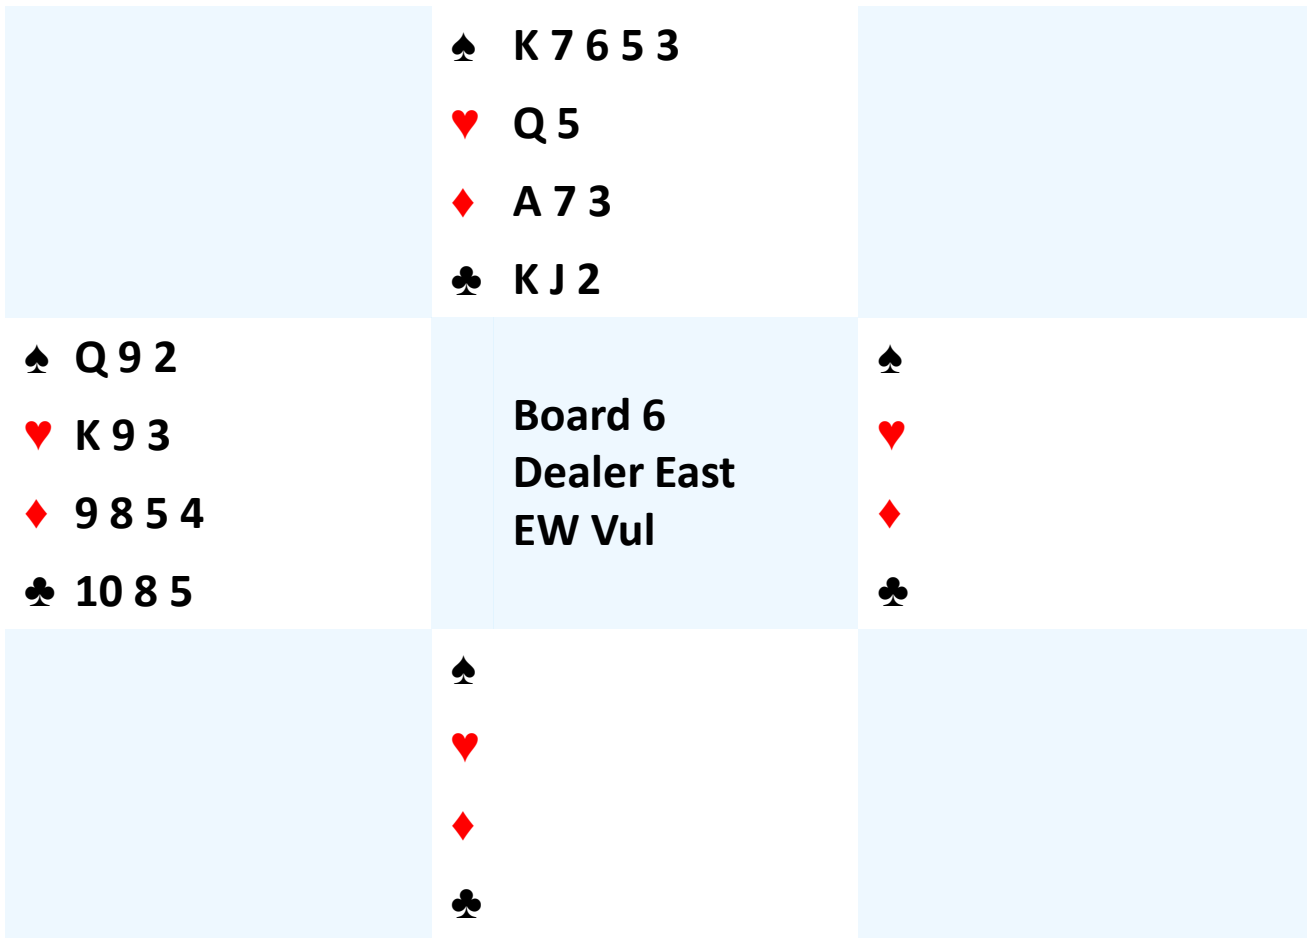 ♠ K 7 6 5 3
♥ Q 5
♦ A 7 3
♣ K J 2
♠ Q 9 2
♥ K 9 3
♦ 9 8 5 4
♣ 10 8 5
Board 6
Dealer East
EW Vul
♠
♥
♦
♣
♠
♥
♦
♣